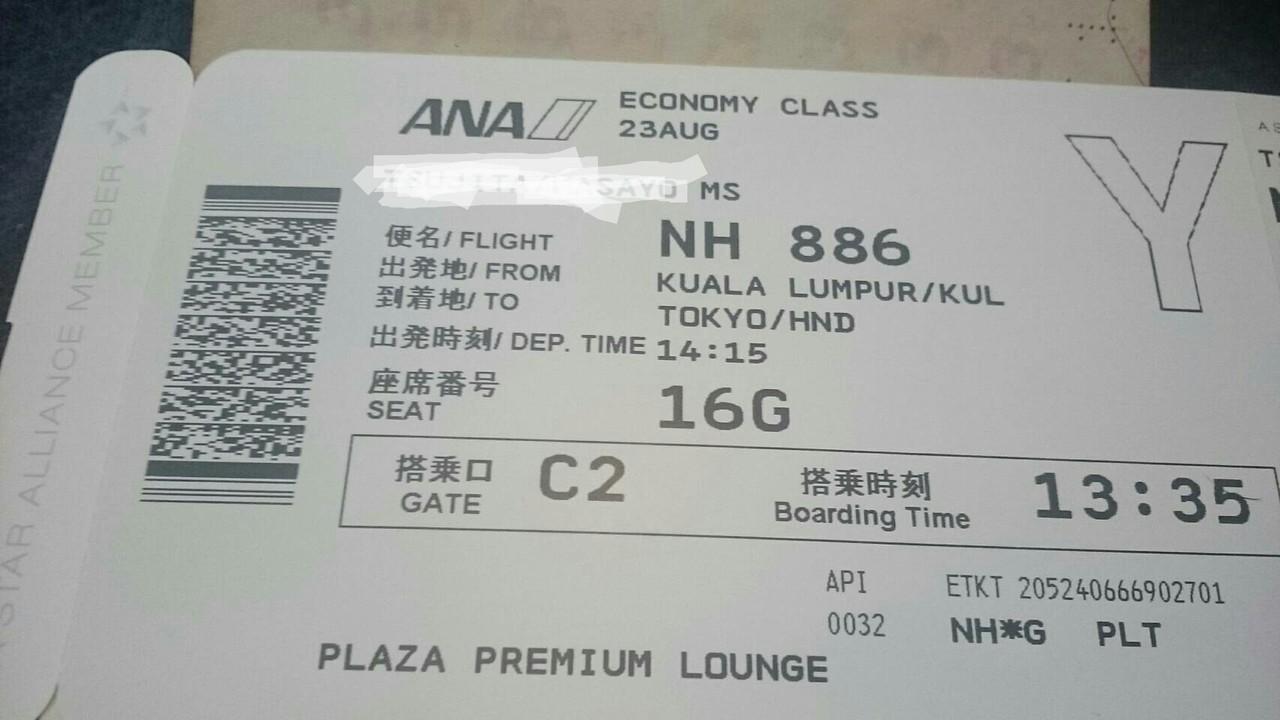 ANA ECONOMY CLASS
23AUG
MS
便名/ FLIGHT NH 886
出発地/ FROM KUALA LUMPUR/KUL
到着地/ TO TOKYO/HND
出発時刻/ DEP. TIME 14:15
座席番号
SEAT 16G
Y
搭乗口
GATE C2
搭乗時刻
Boarding Time 13:35
API ETKT 205240666902701
0032 NH*G PLT
PLAZA PREMIUM LOUNGE
STAR ALLIANCE MEMBER